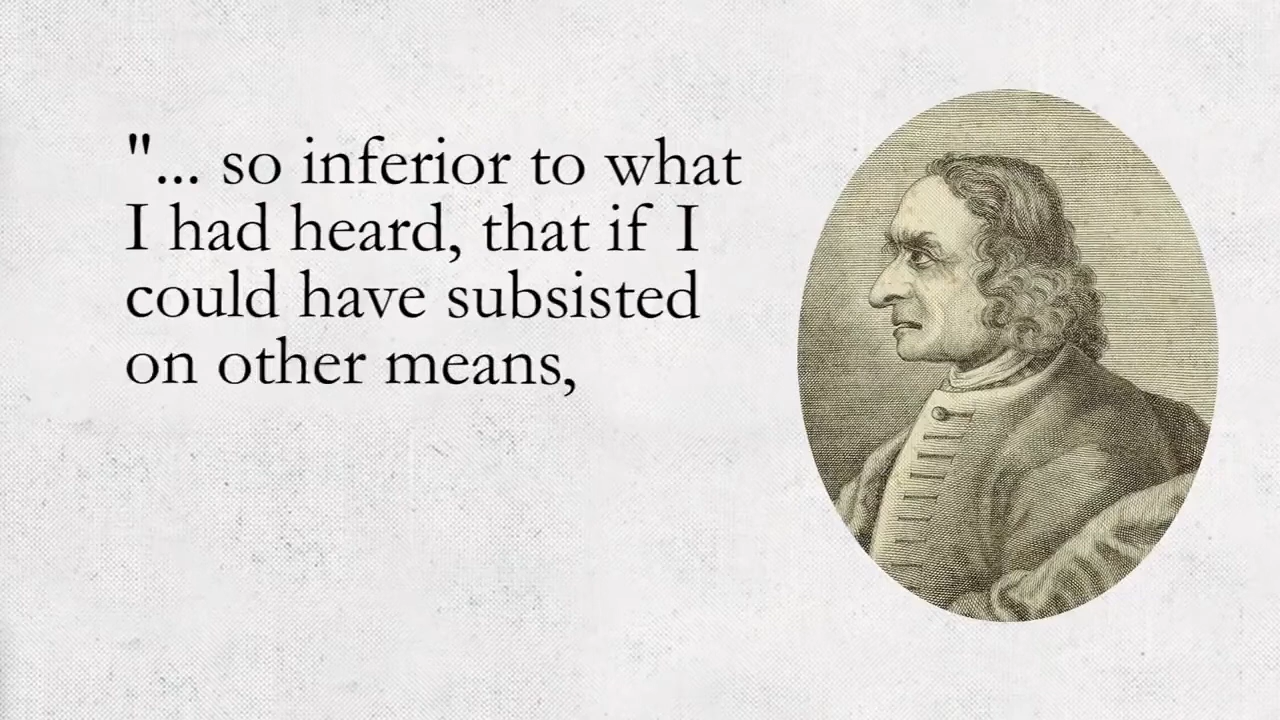 "... so inferior to what
I had heard, that if I
could have subsisted
on other means,